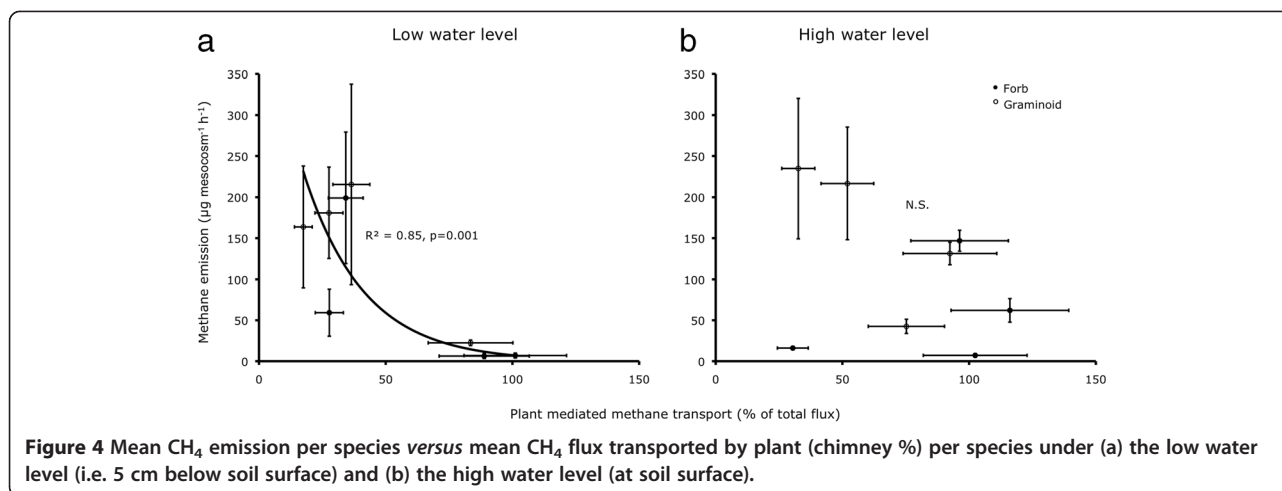 a
Low water level
b
High water level
Methane emission (µg mesocosm⁻¹ h⁻¹)
350
300
250
200
150
100
50
0
R² = 0.85, p=0.001
0
50
100
150
350
300
250
200
150
100
50
0
Forb
Graminoid
N.S.
0
50
100
150
Plant mediated methane transport (% of total flux)
Figure 4 Mean CH₄ emission per species versus mean CH₄ flux transported by plant (chimney %) per species under (a) the low water
level (i.e. 5 cm below soil surface) and (b) the high water level (at soil surface).